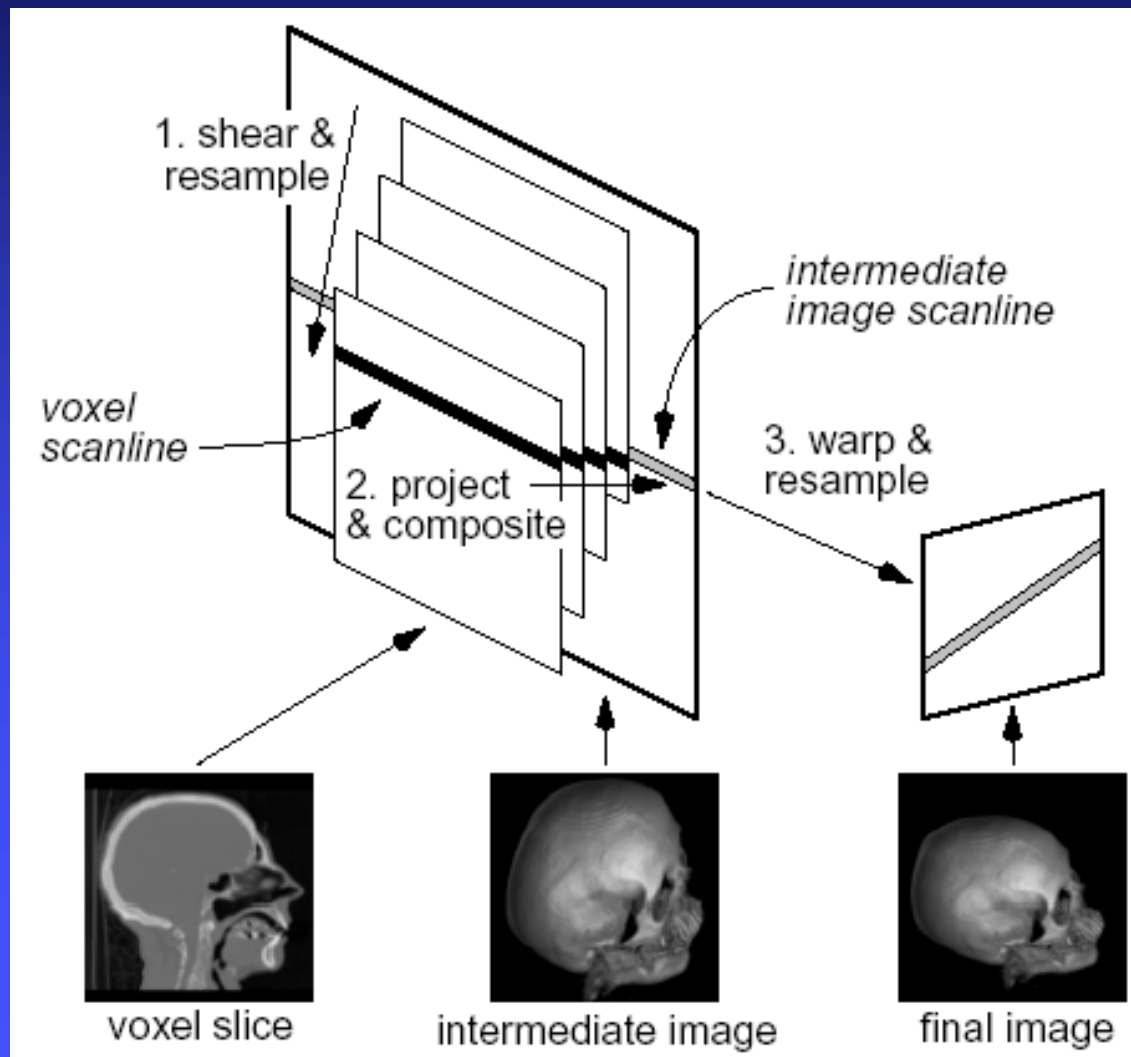 1. shear &
resample
intermediate
image scanline
voxel
scanline
2. project
& composite
3. warp &
resample
voxel slice
intermediate image
final image